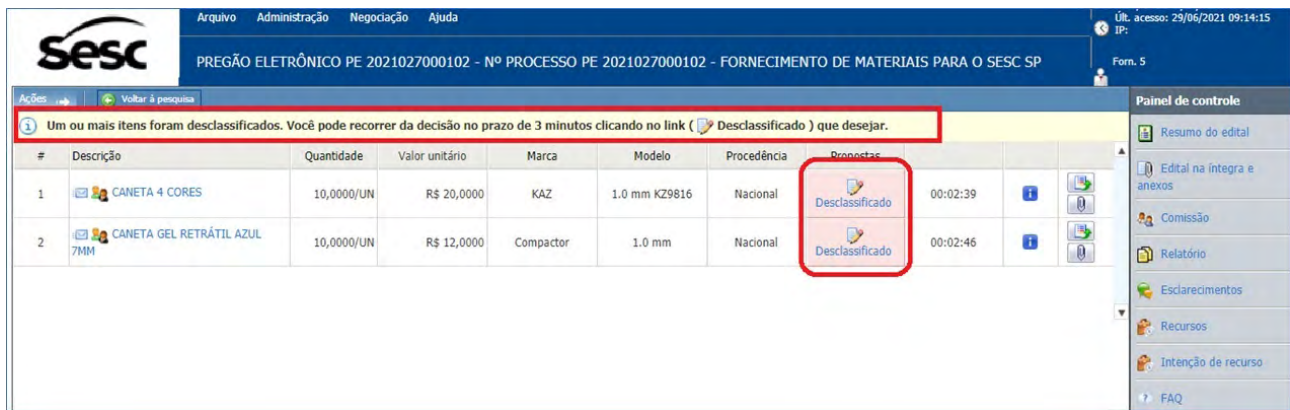 Sesc
Arquivo Administração Negociação Ajuda
Últ. acesso: 29/06/2021 09:14:15
IP:
PREGÃO ELETRÔNICO PE 2021027000102 - Nº PROCESSO PE 2021027000102 - FORNECIMENTO DE MATERIAIS PARA O SESC SP
Forn. 5
Ações Voltar à pesquisa
Um ou mais itens foram desclassificados. Você pode recorrer da decisão no prazo de 3 minutos clicando no link ( Desclassificado ) que desejar.
# Descrição Quantidade Valor unitário Marca Modelo Procedência Propostas
1 CANETA 4 CORES 10,0000/UN R$ 20,0000 KAZ 1.0 mm KZ9816 Nacional Desclassificado 00:02:39
2 CANETA GEL RETRÁTIL AZUL 10,0000/UN R$ 12,0000 Compactor 1.0 mm Nacional Desclassificado 00:02:46
7MM
Painel de controle
Resumo do edital
Edital na íntegra e
anexos
Comissão
Relatório
Esclarecimentos
Recursos
Intenção de recurso
FAQ